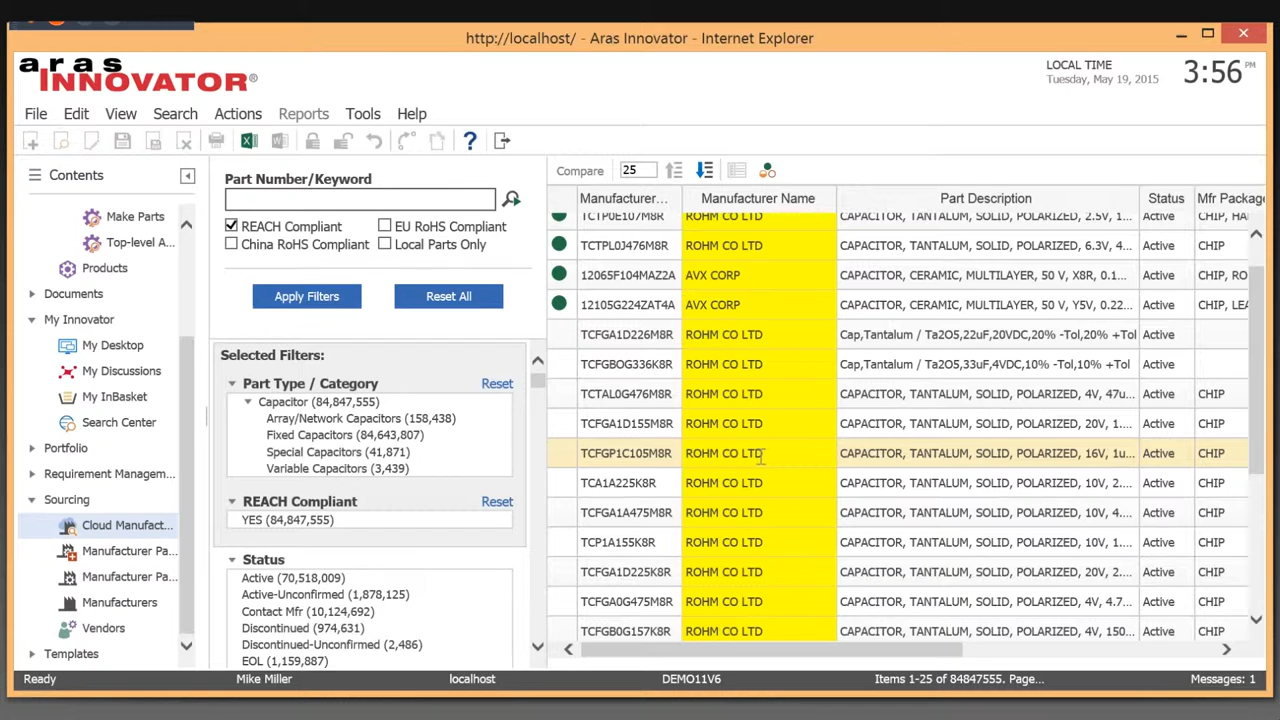 http://localhost/ - Aras Innovator - Internet Explorer
aras
INNOVATOR®
LOCAL TIME
Tuesday, May 19, 2015
3:56 PM
File Edit View Search Actions Reports Tools Help
Contents
Make Parts
Top-level A...
Products
Documents
My Innovator
My Desktop
My Discussions
My InBasket
Search Center
Portfolio
Requirement Managem...
Sourcing
Cloud Manufact...
Manufacturer Pa...
Manufacturer Pa...
Manufacturers
Vendors
Templates
Part Number/Keyword
REACH Compliant EU RoHS Compliant
China RoHS Compliant Local Parts Only
Apply Filters Reset All
Selected Filters:
Part Type / Category Reset
Capacitor (84,847,555)
Array/Network Capacitors (158,438)
Fixed Capacitors (84,643,807)
Special Capacitors (41,871)
Variable Capacitors (3,439)
REACH Compliant Reset
YES (84,847,555)
Status
Active (70,518,009)
Active-Unconfirmed (1,878,125)
Contact Mfr (10,124,692)
Discontinued (974,631)
Discontinued-Unconfirmed (2,486)
EOL (1,159,887)
Compare 25
Manufacturer... Manufacturer Name Part Description Status Mfr Package
TCTP0E107M8R ROHM CO LTD CAPACITOR, TANTALUM, SOLID, POLARIZED, 2.5V, 1... Active CHIP, HA
TCTPL0J476M8R ROHM CO LTD CAPACITOR, TANTALUM, SOLID, POLARIZED, 6.3V, 4... Active CHIP
12065F104MAZ2A AVX CORP CAPACITOR, CERAMIC, MULTILAYER, 50 V, X8R, 0.1... Active CHIP, RO
12105G224ZAT4A AVX CORP CAPACITOR, CERAMIC, MULTILAYER, 50 V, Y5V, 0.22... Active CHIP, LEA
TCFGA1D226M8R ROHM CO LTD Cap,Tantalum / Ta2O5,22uF,20VDC,20% -Tol,20% +Tol Active
TCFGBOG336K8R ROHM CO LTD Cap,Tantalum / Ta2O5,33uF,4VDC,10% -Tol,10% +Tol Active
TCTAL0G476M8R ROHM CO LTD CAPACITOR, TANTALUM, SOLID, POLARIZED, 4V, 47u... Active CHIP
TCFGA1D155M8R ROHM CO LTD CAPACITOR, TANTALUM, SOLID, POLARIZED, 20V, 1... Active CHIP
TCFGP1C105M8R ROHM CO LTD CAPACITOR, TANTALUM, SOLID, POLARIZED, 16V, 1u... Active CHIP
TCA1A225K8R ROHM CO LTD CAPACITOR, TANTALUM, SOLID, POLARIZED, 10V, 2.... Active CHIP
TCFGA1A475M8R ROHM CO LTD CAPACITOR, TANTALUM, SOLID, POLARIZED, 10V, 4.... Active CHIP
TCP1A155K8R ROHM CO LTD CAPACITOR, TANTALUM, SOLID, POLARIZED, 10V, 1... Active CHIP
TCFGA1D225K8R ROHM CO LTD CAPACITOR, TANTALUM, SOLID, POLARIZED, 20V, 2.... Active CHIP
TCFGA0G475M8R ROHM CO LTD CAPACITOR, TANTALUM, SOLID, POLARIZED, 4V, 4.7... Active CHIP
TCFGB0G157K8R ROHM CO LTD CAPACITOR, TANTALUM, SOLID, POLARIZED, 4V, 150... Active CHIP
Ready Mike Miller localhost DEMO11V6 Items 1-25 of 84847555. Page... Messages: 1